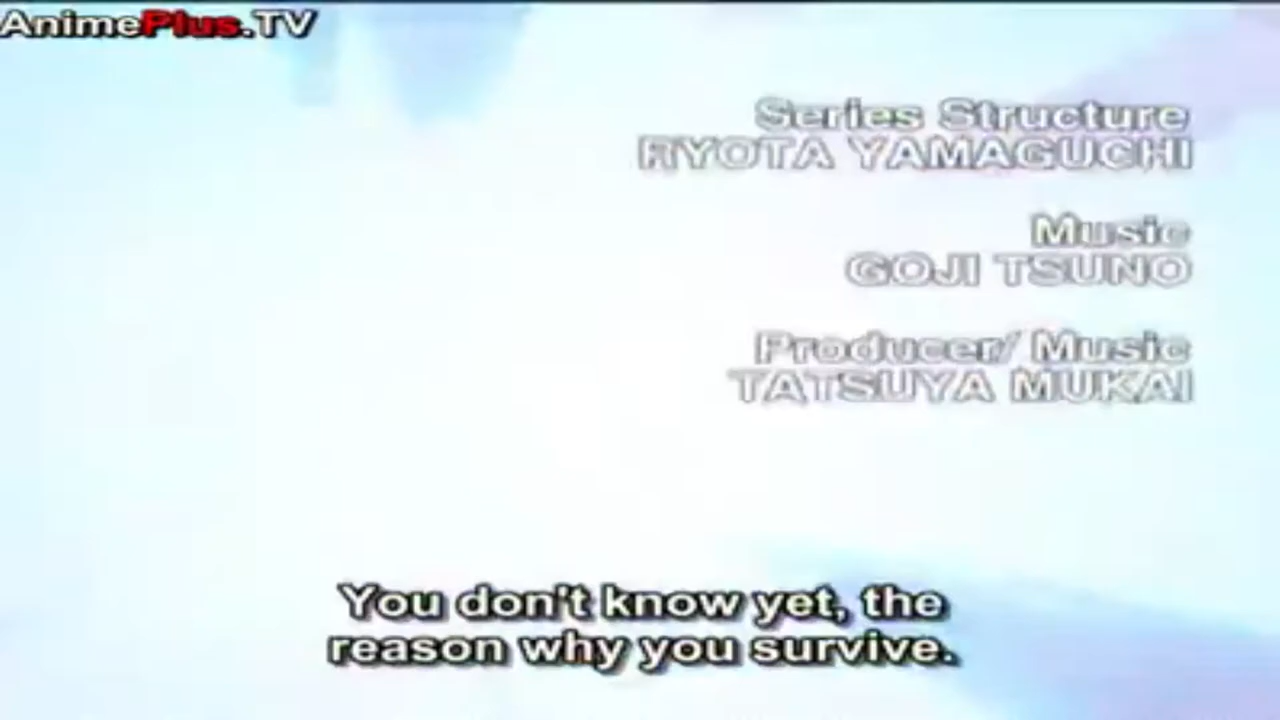 AnimePlus.TV
Series Structure
RYOTA YAMAGUCHI
Music
GOJI TSUNO
Producer/ Music
TATSUYA MUKAI
You don't know yet, the
reason why you survive.